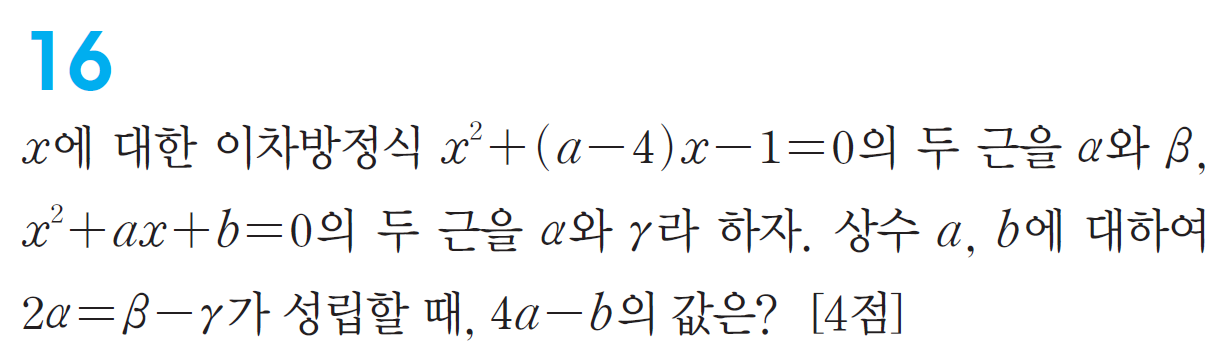 16
x에 대한 이차방정식 x²+(a-4)x-1=0의 두 근을 α와 β,
x²+ax+b=0의 두 근을 α와 γ라 하자. 상수 a, b에 대하여
2α=β-γ가 성립할 때, 4a-b의 값은? [4점]